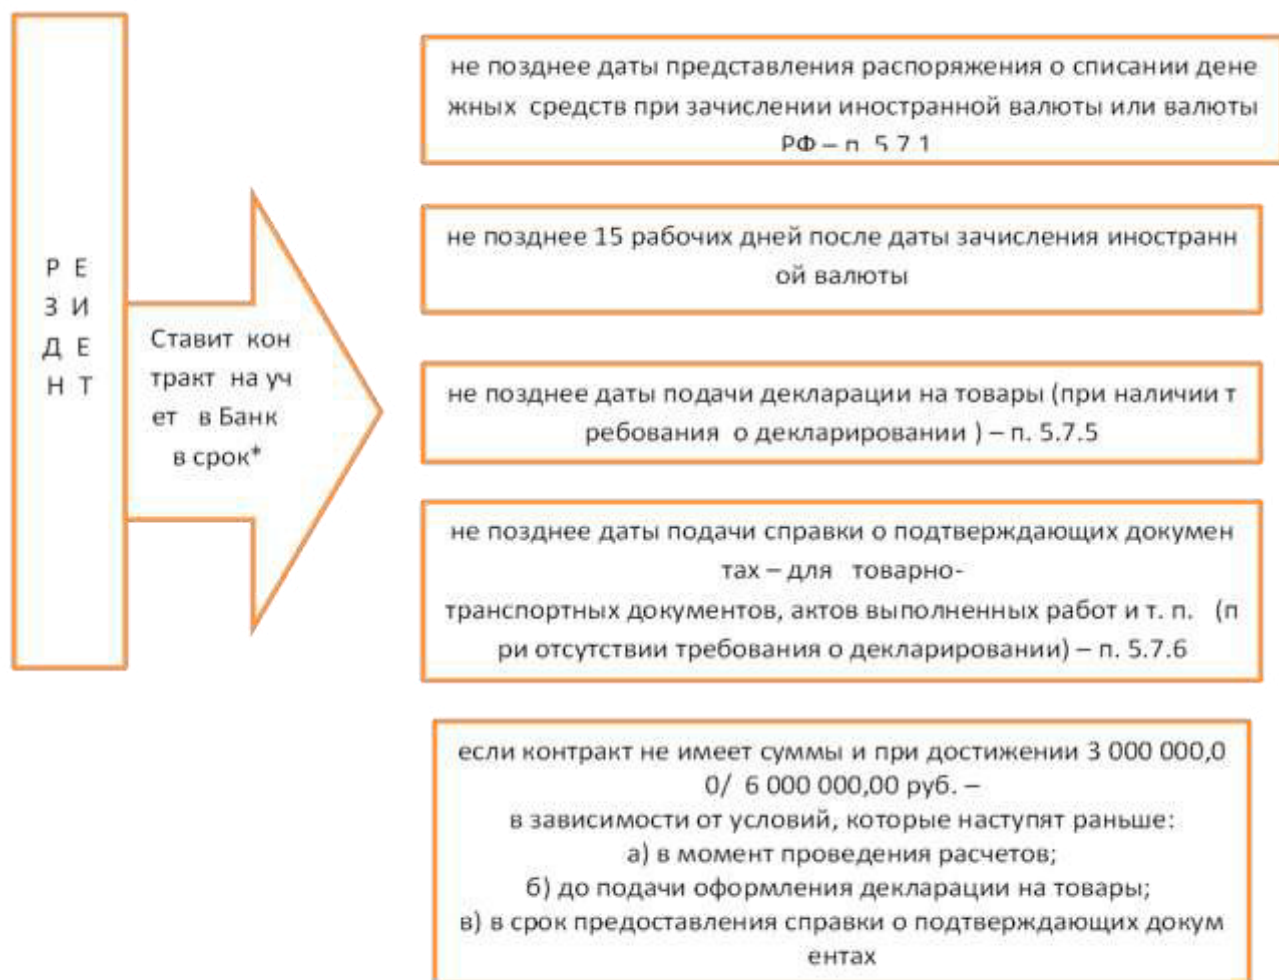 Р Е
З И
Д Е
Н Т
Ставит кон
тракт на уч
ет в Банк
в срок*
не позднее даты представления распоряжения о списании дене
жных средств при зачислении иностранной валюты или валюты
РФ – п. 5.7.1
не позднее 15 рабочих дней после даты зачисления иностранн
ой валюты
не позднее даты подачи декларации на товары (при наличии т
ребования о декларировании ) – п. 5.7.5
не позднее даты подачи справки о подтверждающих докумен
тах – для товарно-
транспортных документов, актов выполненных работ и т. п. (п
ри отсутствии требования о декларировании) – п. 5.7.6
если контракт не имеет суммы и при достижении 3 000 000,0
0/ 6 000 000,00 руб. –
в зависимости от условий, которые наступят раньше:
а) в момент проведения расчетов;
б) до подачи оформления декларации на товары;
в) в срок предоставления справки о подтверждающих докум
ентах